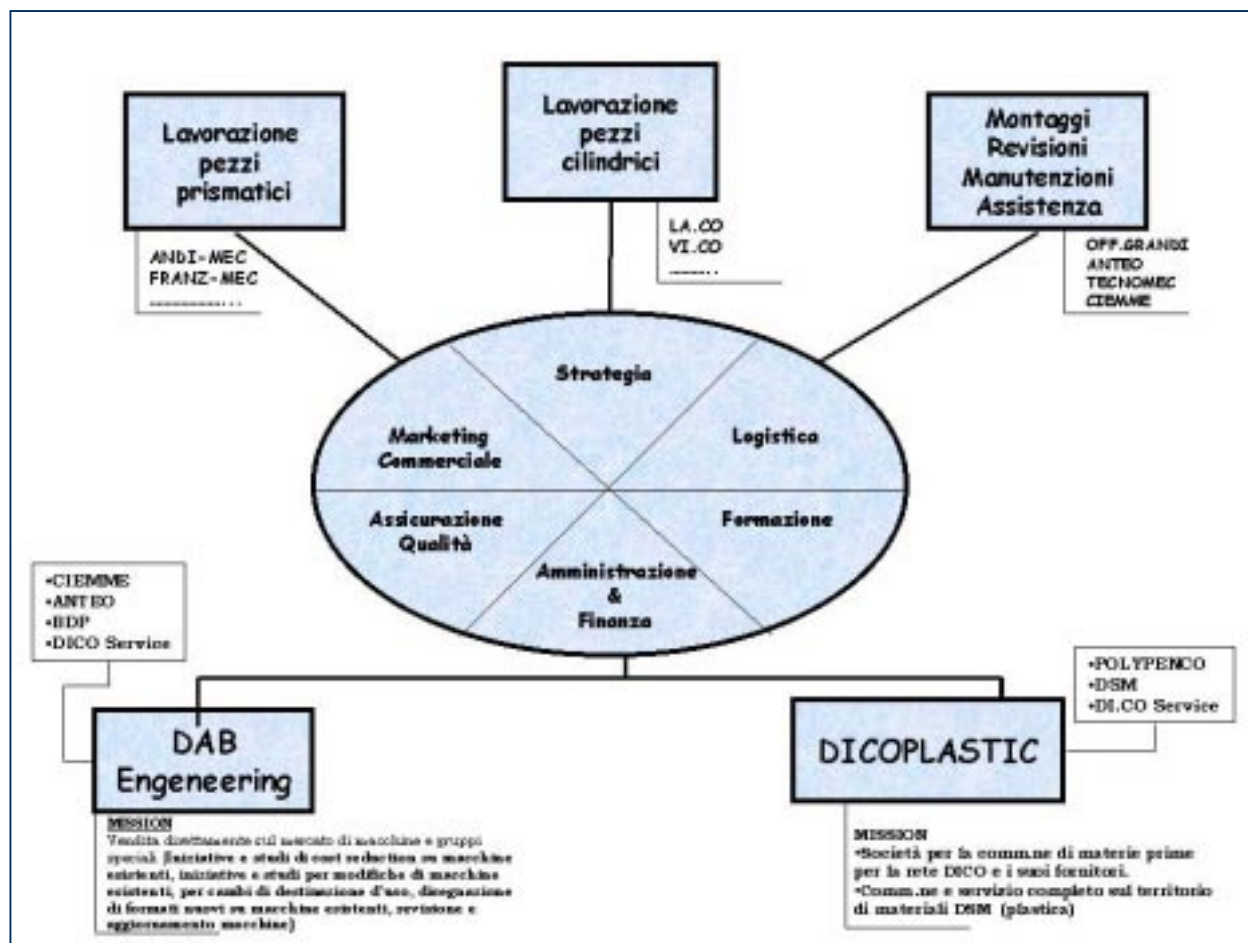 Lavorazione
pezzi
prismatici
Lavorazione
pezzi
cilindrici
Montaggi
Revisioni
Manutenzioni
Assistenza
ANDI-MEC
FRANZ-MEC
............
LA.CO
VI.CO
.......
OFF.GRANDI
ANTEO
TECNOMEC
CIEMME
Strategia
Marketing
Commerciale
Logistica
Assicurazione
Qualità
Formazione
Amministrazione
&
Finanza
•CIEMME
•ANTEO
•BDP
•DICO Service
•POLYPENCO
•DSM
•DI.CO Service
DAB
Engeneering
DICOPLASTIC
MISSION
Vendita direttamente sul mercato di macchine e gruppi
speciali (Iniziative e studi di cost reduction su macchine
esistenti, iniziative e studi per modifiche di macchine
esistenti, per cambi di destinazione d'uso, disegnazione
di formati nuovi su macchine esistenti, revisione e
aggiornamento macchine)
MISSION
•Società per la comm.ne di materie prime
per la rete DICO e i suoi fornitori.
•Comm.ne e servizio completo sul territorio
di materiali DSM (plastica)